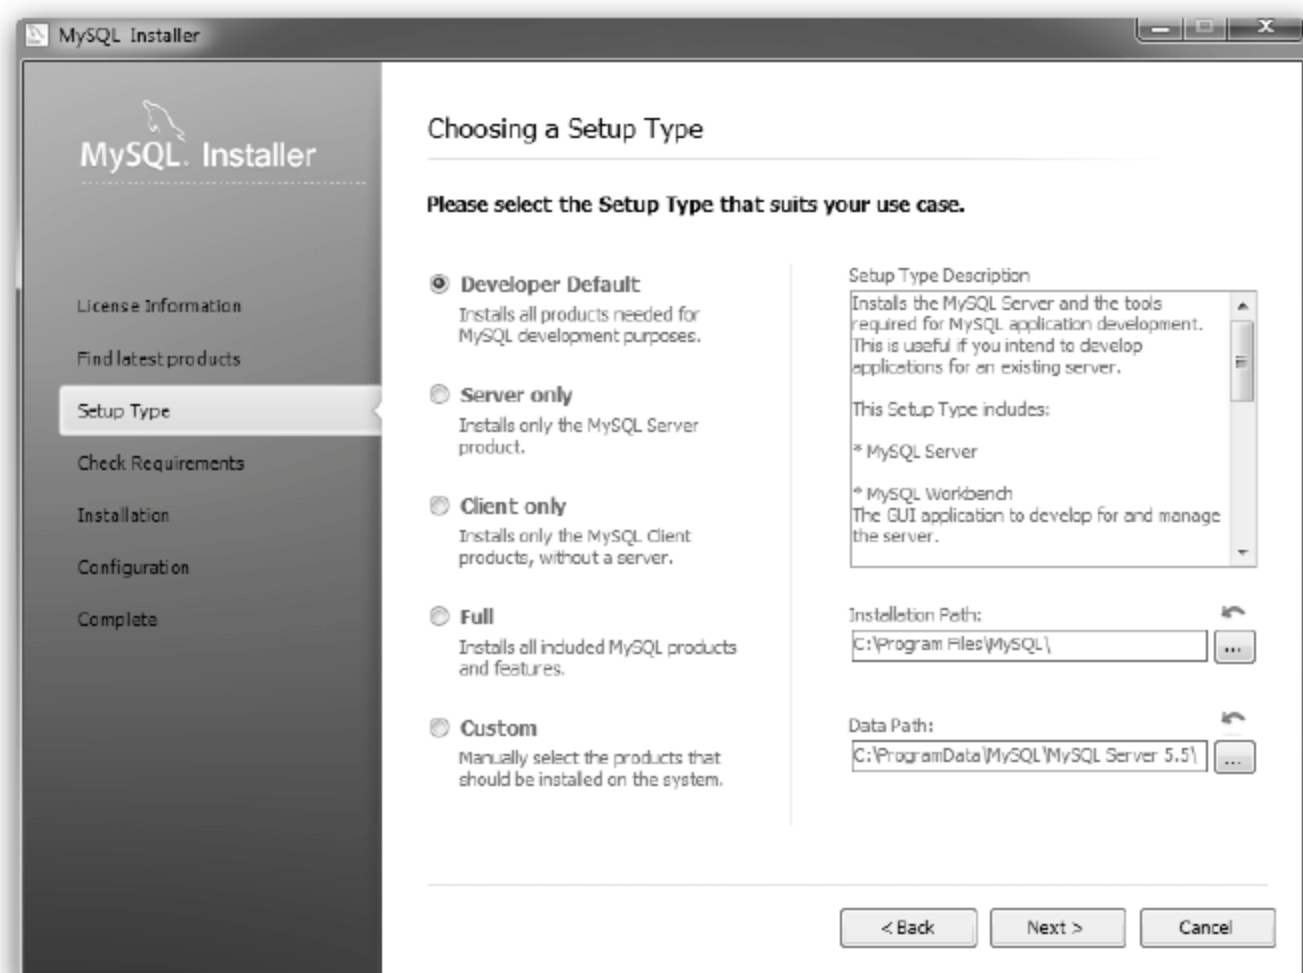 MySQL Installer
MySQL. Installer
License Information
Find latest products
Setup Type
Check Requirements
Installation
Configuration
Complete
Choosing a Setup Type
Please select the Setup Type that suits your use case.
Developer Default
Installs all products needed for
MySQL development purposes.
Server only
Installs only the MySQL Server
product.
Client only
Installs only the MySQL Client
products, without a server.
Full
Installs all included MySQL products
and features.
Custom
Manually select the products that
should be installed on the system.
Setup Type Description
Installs the MySQL Server and the tools
required for MySQL application development.
This is useful if you intend to develop
applications for an existing server.
This Setup Type includes:
* MySQL Server
* MySQL Workbench
The GUI application to develop for and manage
the server.
Installation Path:
C:\Program Files\MySQL\
...
Data Path:
C:\ProgramData\MySQL\MySQL Server 5.5\
...
< Back
Next >
Cancel